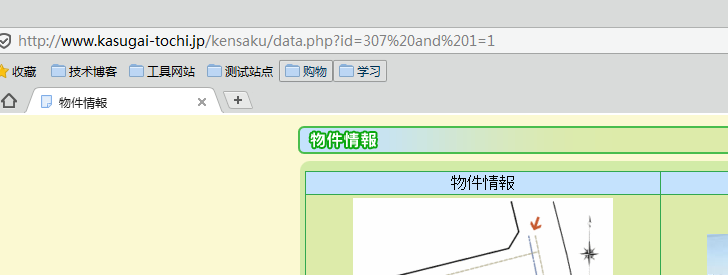 http://www.kasugai-tochi.jp/kensaku/data.php?id=307%20and%201=1
收藏 技术博客 工具网站 测试站点 购物 学习
物件情報
物件情報
物件情報